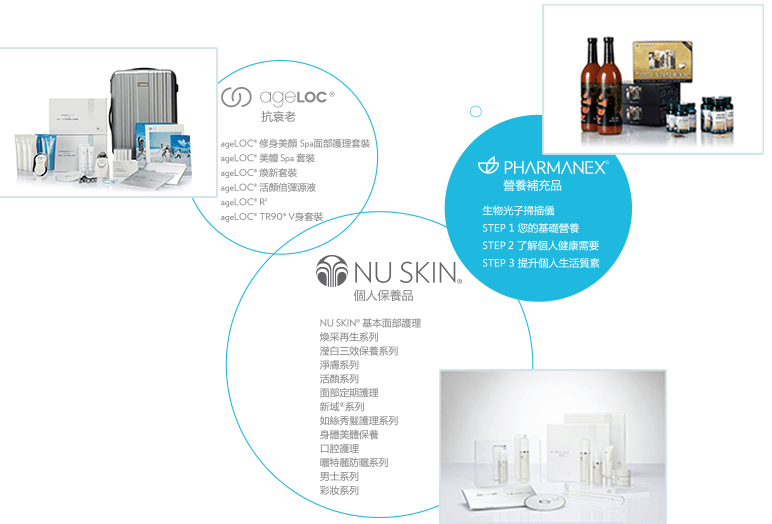 ageLOC®
抗衰老
ageLOC® 修身美顏 Spa面部護理套裝
ageLOC® 美體 Spa 套裝
ageLOC® 煥新套裝
ageLOC® 活顏倍彈源液
ageLOC® R²
ageLOC® TR90® V身套裝
PHARMANEX®
營養補充品
生物光子掃描儀
STEP 1 您的基礎營養
STEP 2 了解個人健康需要
STEP 3 提升個人生活質素
NU SKIN®
個人保養品
NU SKIN® 基本面部護理
煥采再生系列
瀅白三效保養系列
淨膚系列
活顏系列
面部定期護理
新域®系列
如絲秀髮護理系列
身體美體保養
口腔護理
曬特麗防曬系列
男士系列
彩妝系列